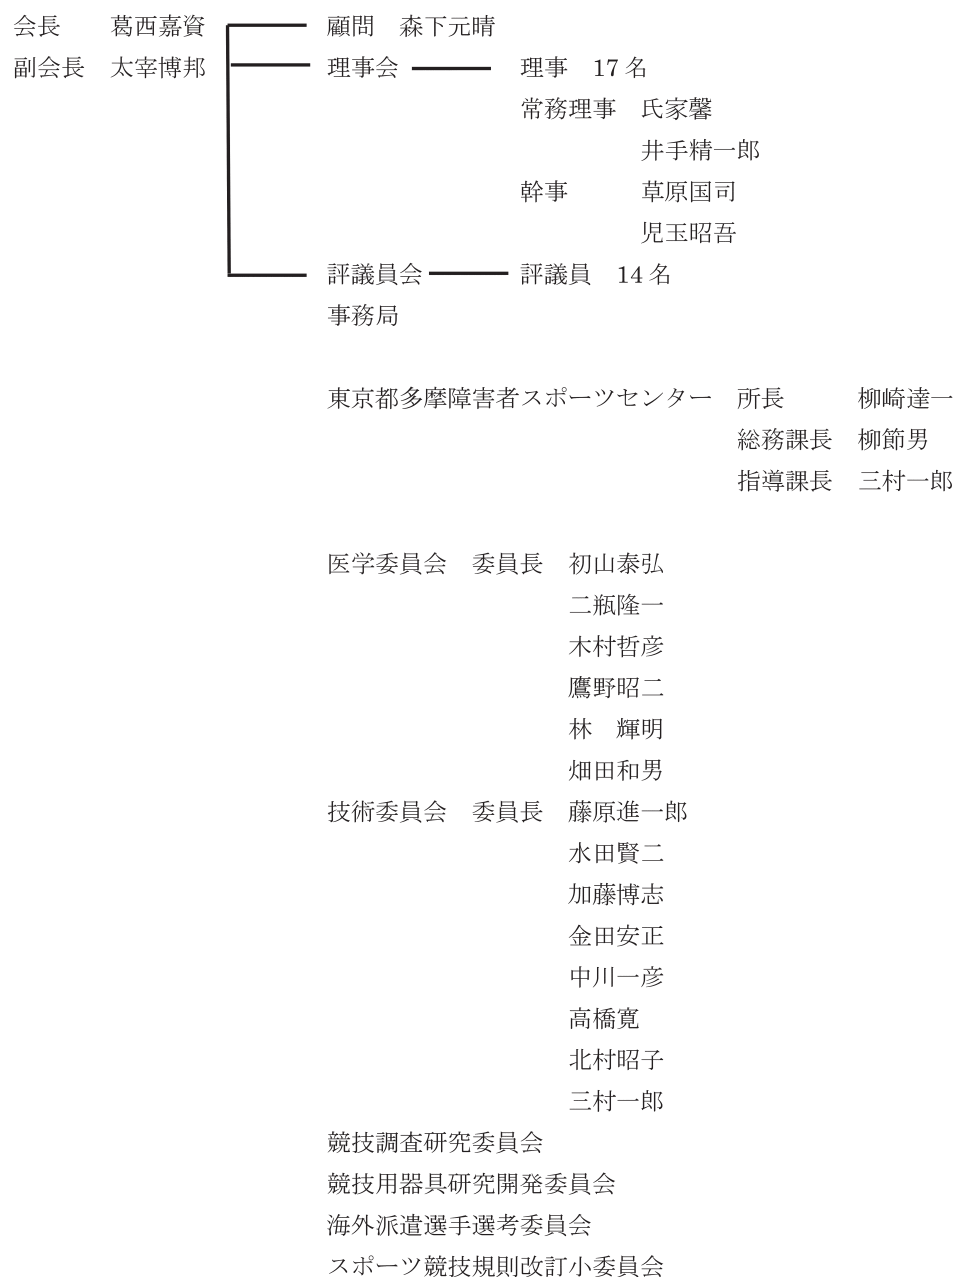 会長　葛西嘉資　顧問　森下元晴
副会長　太宰博邦　理事会　理事　17 名
常務理事　氏家馨
井手精一郎
幹事　草原国司
児玉昭吾
評議員会　評議員　14 名
事務局
東京都多摩障害者スポーツセンター　所長　柳崎達一
総務課長　柳節男
指導課長　三村一郎
医学委員会　委員長　初山泰弘
二瓶隆一
木村哲彦
鷹野昭二
林　輝明
畑田和男
技術委員会　委員長　藤原進一郎
水田賢二
加藤博志
金田安正
中川一彦
高橋寛
北村昭子
三村一郎
競技調査研究委員会
競技用器具研究開発委員会
海外派遣選手選考委員会
スポーツ競技規則改訂小委員会